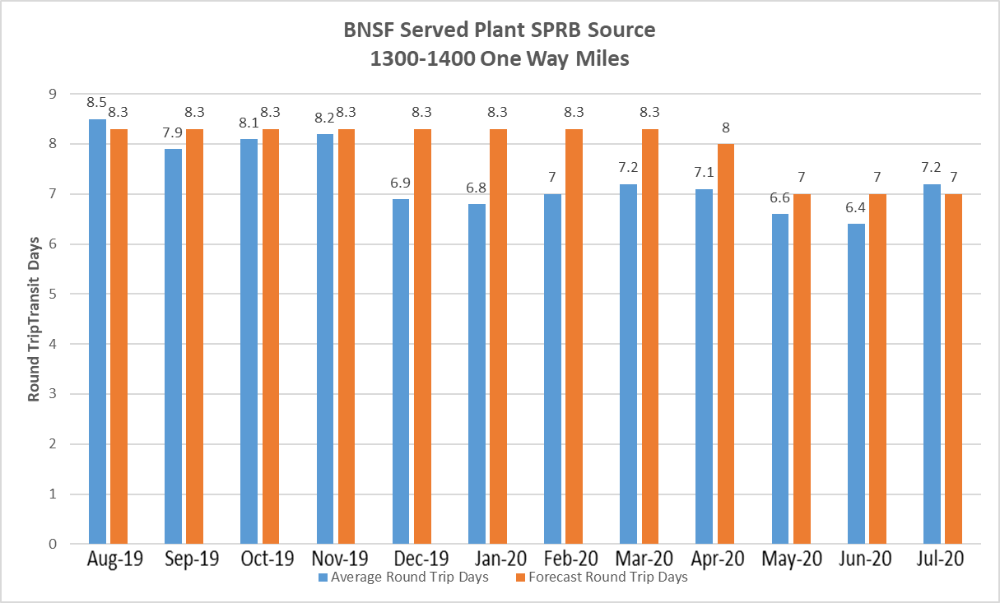 BNSF Served Plant SPRB Source
1300-1400 One Way Miles
Round TripTransit Days
9
8
7
6
5
4
3
2
1
0
8.5 8.3 7.9 8.3 8.1 8.3 8.2 8.3 6.9 8.3 6.8 8.3 7 8.3 7.2 8.3 7.1 8 6.6 7 6.4 7 7.2 7
Aug-19 Sep-19 Oct-19 Nov-19 Dec-19 Jan-20 Feb-20 Mar-20 Apr-20 May-20 Jun-20 Jul-20
Average Round Trip Days Forecast Round Trip Days